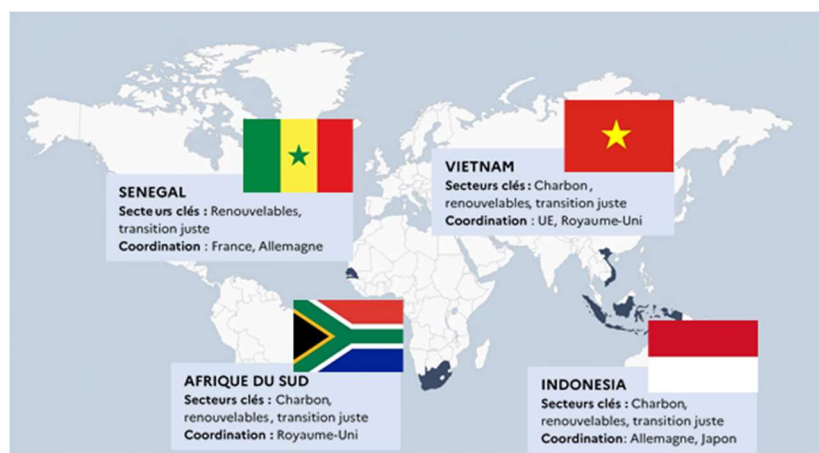 SENEGAL
Secteurs clés : Renouvelables,
transition juste
Coordination : France, Allemagne
VIETNAM
Secteurs clés : Charbon,
renouvelables, transition juste
Coordination : UE, Royaume-Uni
AFRIQUE DU SUD
Secteurs clés : Charbon,
renouvelables, transition juste
Coordination : Royaume-Uni
INDONESIA
Secteurs clés : Charbon,
renouvelables, transition juste
Coordination: Allemagne, Japon